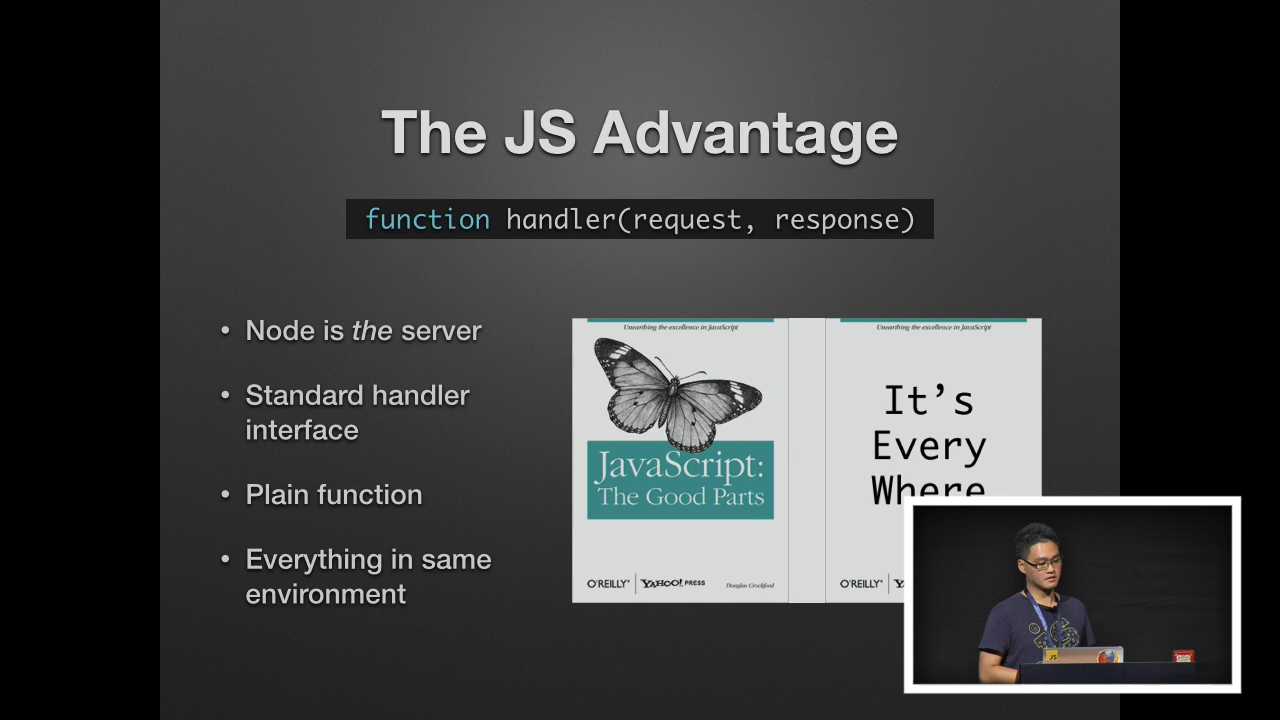 The JS Advantage
function handler(request, response)
• Node is the server
• Standard handler
interface
• Plain function
• Everything in same
environment
Unearthing the excellence in JavaScript
JavaScript:
The Good Parts
O'REILLY® YAHOO! PRESS Douglas Crockford
Unearthing the excellence in JavaScript
It's
Every
Where
O'REILLY®
JS